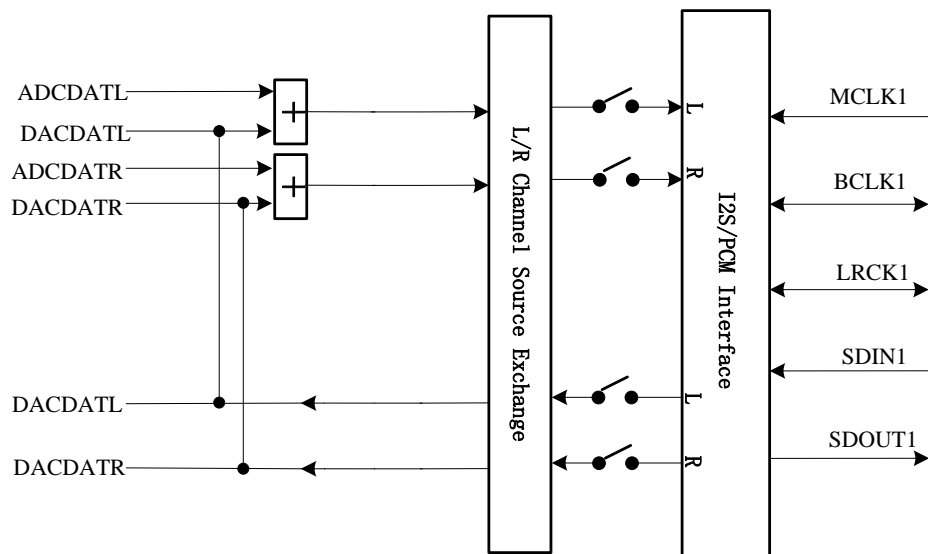 ADCDATL
DACDATL
ADCDATR
DACDATR
DACDATL
DACDATR
+
+
L/R Channel Source Exchange
L
R
L
R
I2S/PCM Interface
MCLK1
BCLK1
LRCK1
SDIN1
SDOUT1